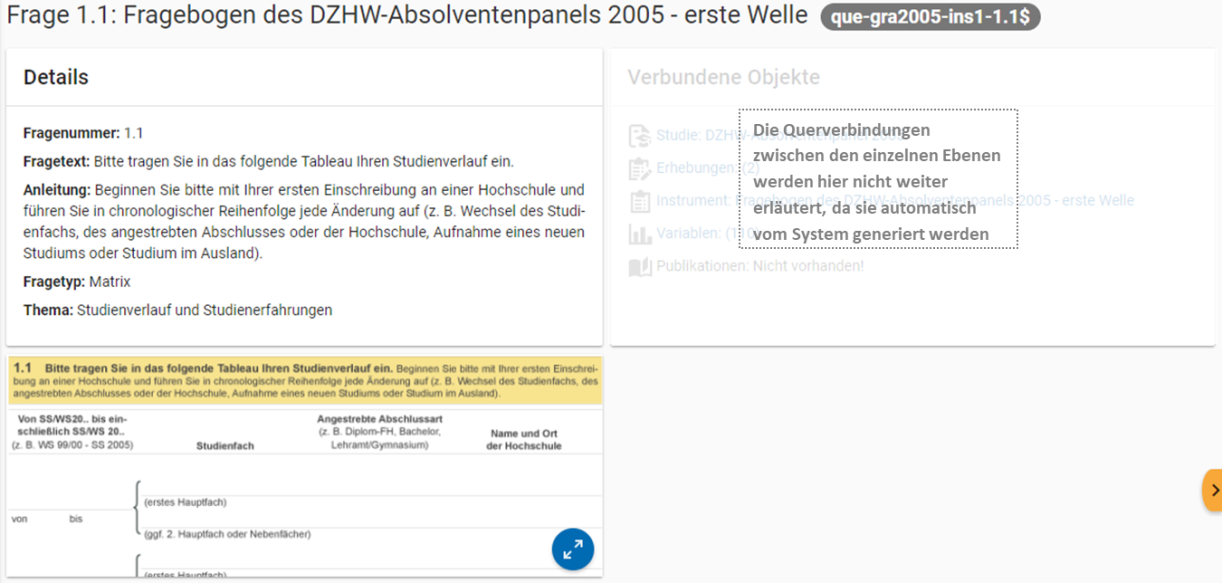 Frage 1.1: Fragebogen des DZHW-Absolventenpanels 2005 - erste Welle que-gra2005-ins1-1.1$
Details
Fragenummer: 1.1
Fragetext: Bitte tragen Sie in das folgende Tableau Ihren Studienverlauf ein.
Anleitung: Beginnen Sie bitte mit Ihrer ersten Einschreibung an einer Hochschule und
führen Sie in chronologischer Reihenfolge jede Änderung auf (z. B. Wechsel des Studi-
enfachs, des angestrebten Abschlusses oder der Hochschule, Aufnahme eines neuen
Studiums oder Studium im Ausland).
Fragetyp: Matrix
Thema: Studienverlauf und Studienerfahrungen
Verbundene Objekte
Studie: DZHW-Absolventenpanel
Erhebungen: (2)
Instrument: Fragebogen des DZHW-Absolventenpanels 2005 - erste Welle
Variablen: (110)
Publikationen: Nicht vorhanden!
Die Querverbindungen
zwischen den einzelnen Ebenen
werden hier nicht weiter
erläutert, da sie automatisch
vom System generiert werden
1.1 Bitte tragen Sie in das folgende Tableau Ihren Studienverlauf ein. Beginnen Sie bitte mit Ihrer ersten Einschrei-
bung an einer Hochschule und führen Sie in chronologischer Reihenfolge jede Änderung auf (z. B. Wechsel des Studienfachs, des
angestrebten Abschlusses oder der Hochschule, Aufnahme eines neuen Studiums oder Studium im Ausland).
Von SS/WS20.. bis ein-
schließlich SS/WS 20..
(z. B. WS 99/00 - SS 2005)
Studienfach
Angestrebte Abschlussart
(z. B. Diplom-FH, Bachelor,
Lehramt/Gymnasium)
Name und Ort
der Hochschule
(erstes Hauptfach)
von bis
(ggf. 2. Hauptfach oder Nebenfächer)
(erstes Hauptfach)